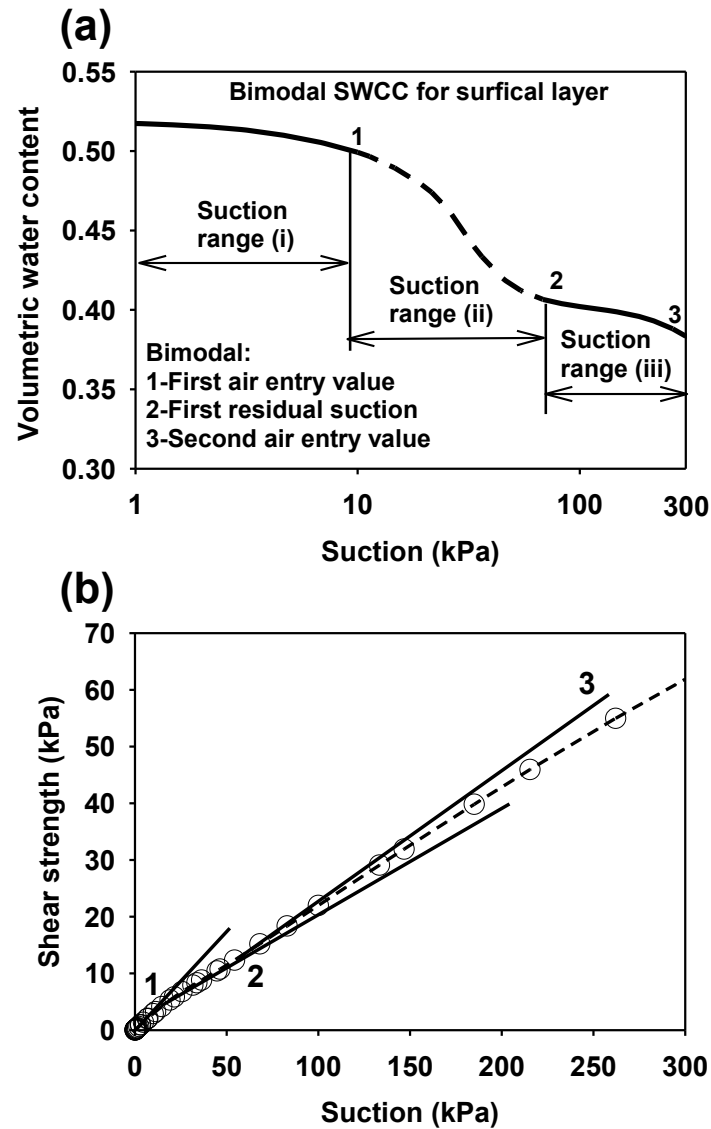 (a)
0.55
0.50
0.45
0.40
0.35
0.30
Volumetric water content
Bimodal SWCC for surfical layer
1
Suction
range (i)
2
Suction
range (ii)
3
Suction
range (iii)
Bimodal:
1-First air entry value
2-First residual suction
3-Second air entry value
1
10
100
300
Suction (kPa)
(b)
70
60
50
40
30
20
10
0
Shear strength (kPa)
3
1
2
0
50
100
150
200
250
300
Suction (kPa)